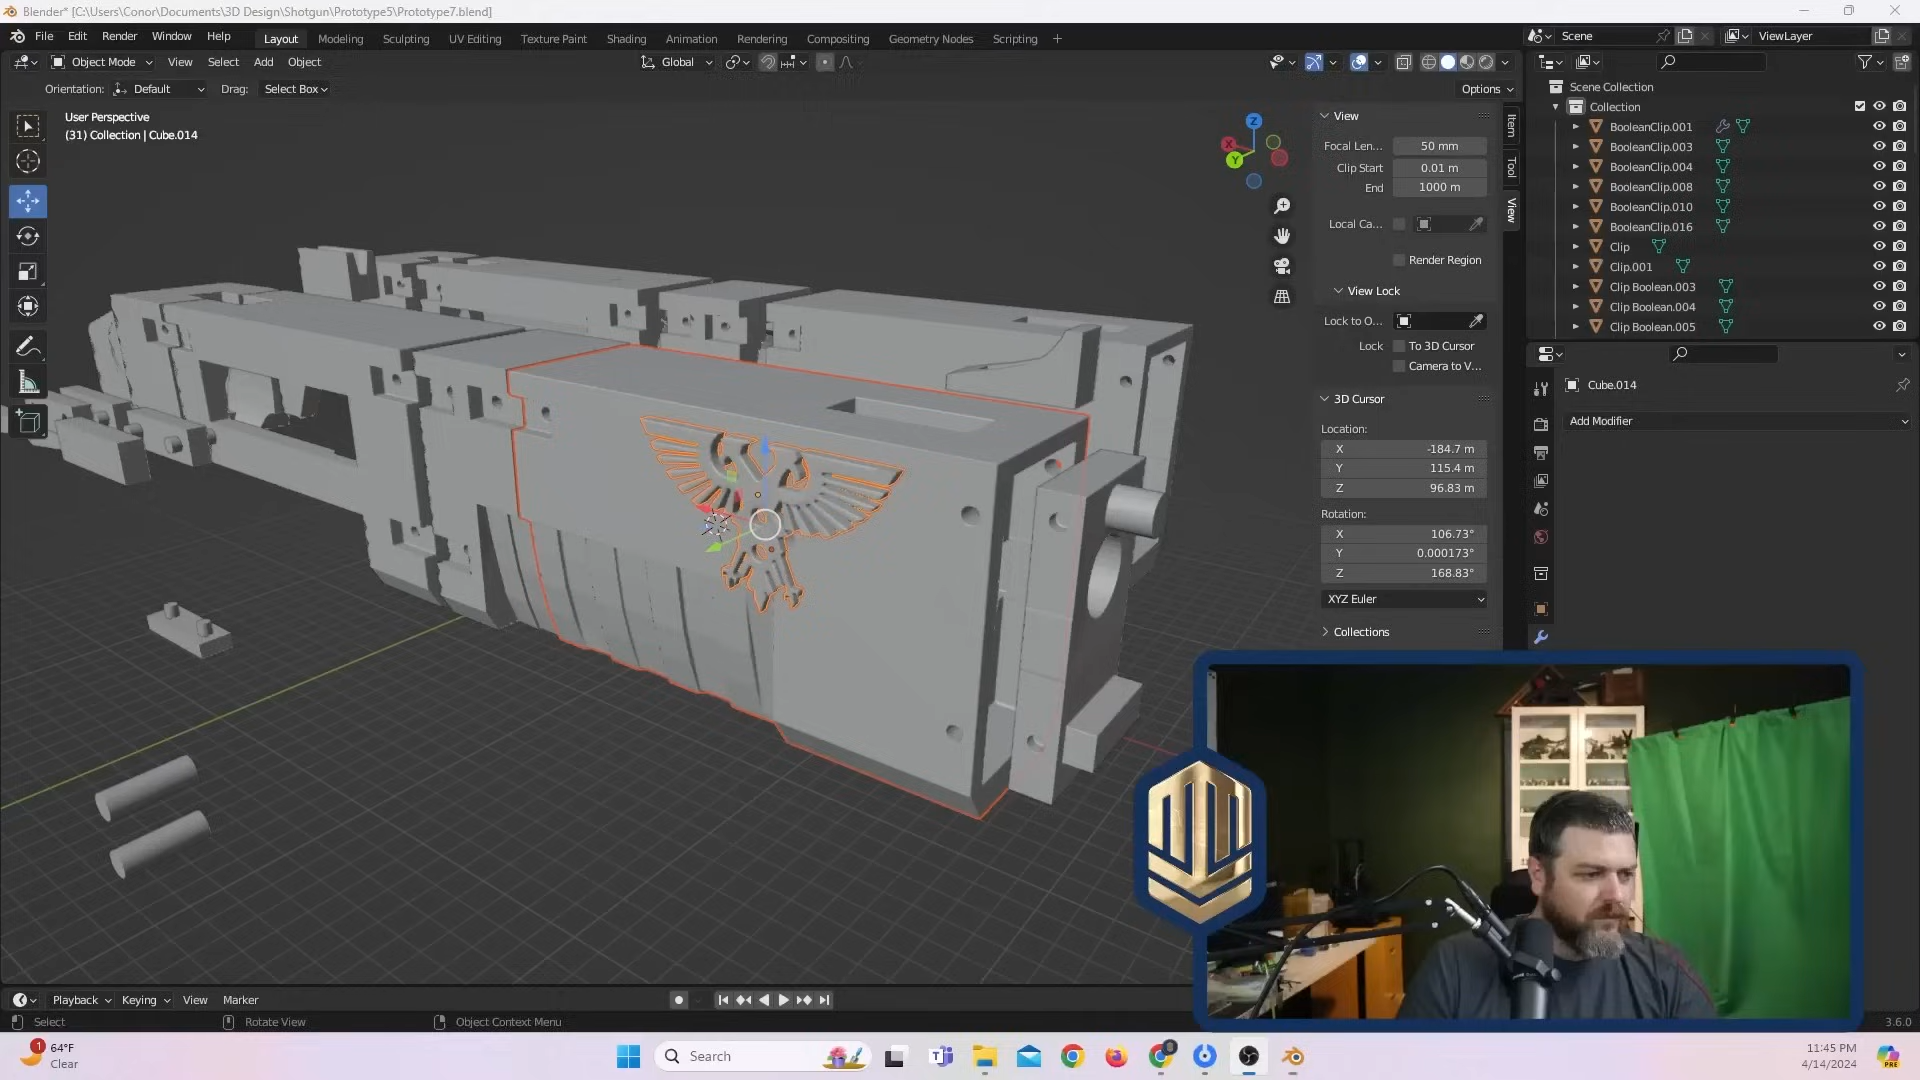 Blender* [C:\Users\Conor\Documents\3D Design\Shotgun\Prototype5\Prototype7.blend]
File Edit Render Window Help Layout Modeling Sculpting UV Editing Texture Paint Shading Animation Rendering Compositing Geometry Nodes Scripting + Scene ViewLayer
Object Mode View Select Add Object Global
Orientation: Default Drag: Select Box Options
User Perspective
(31) Collection | Cube.014
Z
X
Y
View
Focal Len... 50 mm
Clip Start 0.01 m
End 1000 m
Local Ca...
Render Region
View Lock
Lock to O...
Lock To 3D Cursor
Camera to V...
3D Cursor
Location:
X -184.7 m
Y 115.4 m
Z 96.83 m
Rotation:
X 106.73°
Y 0.000173°
Z 168.83°
XYZ Euler
Collections
Item
Tool
View
Scene Collection
Collection
BooleanClip.001
BooleanClip.003
BooleanClip.004
BooleanClip.008
BooleanClip.010
BooleanClip.016
Clip
Clip.001
Clip Boolean.003
Clip Boolean.004
Clip Boolean.005
Cube.014
Add Modifier
Playback Keying View Marker
Select Rotate View Object Context Menu
3.6.0
1
64°F
Clear
Search
11:45 PM
4/14/2024
PRE